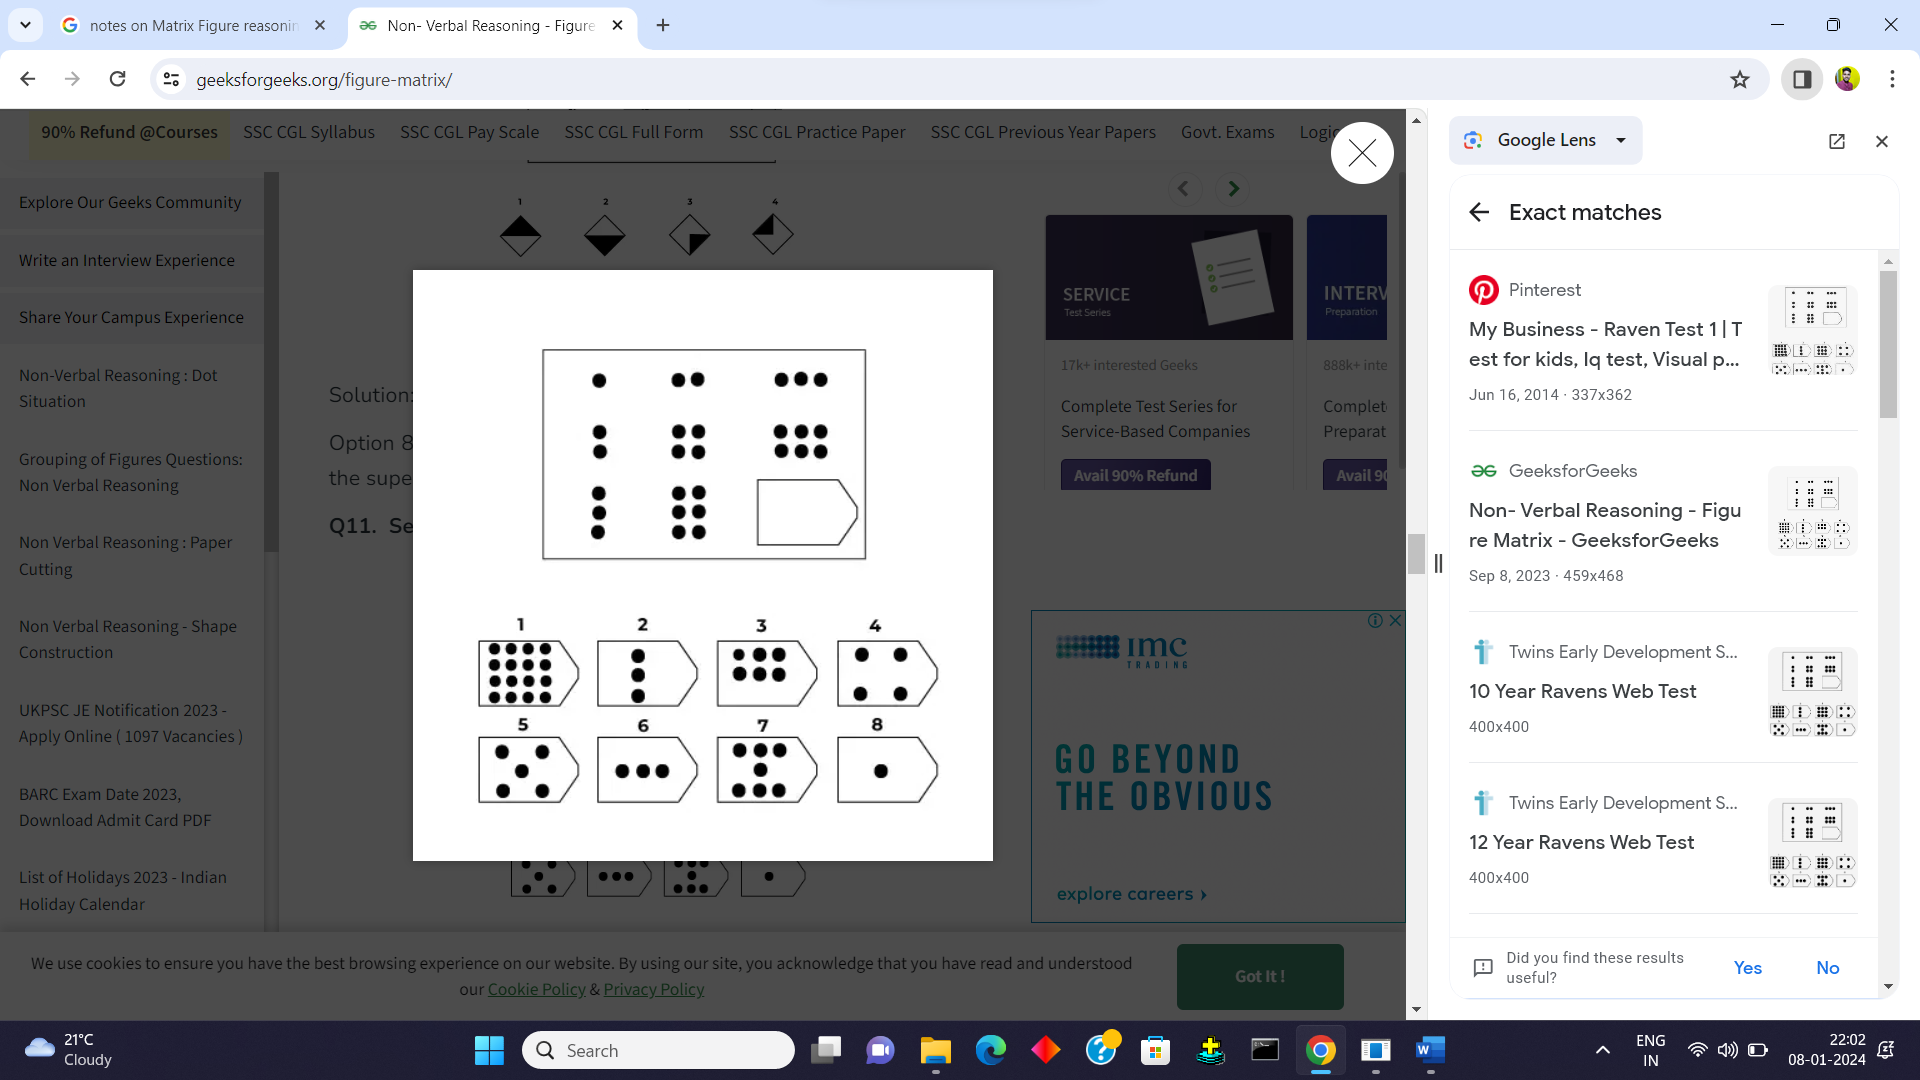 notes on Matrix Figure reasonin
Non- Verbal Reasoning - Figure
geeksforgeeks.org/figure-matrix/
90% Refund @Courses
SSC CGL Syllabus
SSC CGL Pay Scale
SSC CGL Full Form
SSC CGL Practice Paper
SSC CGL Previous Year Papers
Govt. Exams
Logic
Explore Our Geeks Community
Write an Interview Experience
Share Your Campus Experience
Non-Verbal Reasoning : Dot
Situation
Grouping of Figures Questions:
Non Verbal Reasoning
Non Verbal Reasoning : Paper
Cutting
Non Verbal Reasoning - Shape
Construction
UKPSC JE Notification 2023 -
Apply Online ( 1097 Vacancies )
BARC Exam Date 2023,
Download Admit Card PDF
List of Holidays 2023 - Indian
Holiday Calendar
1 2 3 4
Solution:
Option 8
the supe
Q11. Se
1 2 3 4
5 6 7 8
SERVICE
Test Series
17k+ interested Geeks
Complete Test Series for
Service-Based Companies
Avail 90% Refund
INTERV
Preparation
888k+ inte
Complet
Preparat
Avail 90
imc
TRADING
GO BEYOND
THE OBVIOUS
explore careers ›
We use cookies to ensure you have the best browsing experience on our website. By using our site, you acknowledge that you have read and understood
our Cookie Policy & Privacy Policy
Got It !
Google Lens
Exact matches
Pinterest
My Business - Raven Test 1 | T
est for kids, Iq test, Visual p...
Jun 16, 2014 · 337x362
GeeksforGeeks
Non- Verbal Reasoning - Figu
re Matrix - GeeksforGeeks
Sep 8, 2023 · 459x468
Twins Early Development S...
10 Year Ravens Web Test
400x400
Twins Early Development S...
12 Year Ravens Web Test
400x400
Did you find these results
useful?
Yes
No
21°C
Cloudy
Search
ENG
IN
22:02
08-01-2024